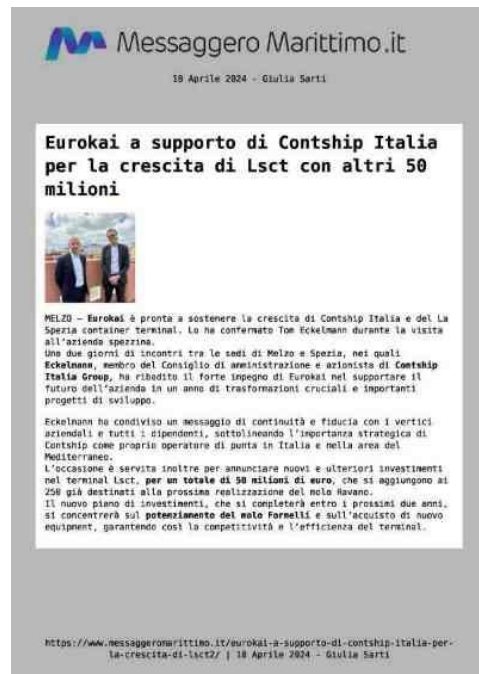 Messaggero Marittimo.it
18 Aprile 2024 - Giulia Sarti
Eurokai a supporto di Contship Italia
per la crescita di Lsct con altri 50
milioni
MELZO – Eurokai è pronta a sostenere la crescita di Contship Italia e del La
Spezia container terminal. Lo ha confermato Tom Eckelmann durante la visita
all'azienda spezzina.
Una due giorni di incontri tra le sedi di Melzo e Spezia, nei quali
Eckelmann, membro del Consiglio di amministrazione e azionista di Contship
Italia Group, ha ribadito il forte impegno di Eurokai nel supportare il
futuro dell'azienda in un anno di trasformazioni cruciali e importanti
progetti di sviluppo.
Eckelmann ha condiviso un messaggio di continuità e fiducia con i vertici
aziendali e tutti i dipendenti, sottolineando l'importanza strategica di
Contship come proprio operatore di punta in Italia e nella area del
Mediterraneo.
L'occasione è servita inoltre per annunciare nuovi e ulteriori investimenti
nel terminal Lsct, per un totale di 50 milioni di euro, che si aggiungono ai
250 già destinati alla prossima realizzazione del molo Ravano.
Il nuovo piano di investimenti, che si completerà entro i prossimi due anni,
si concentrerà sul potenziamento del molo Fornelli e sull'acquisto di nuovo
equipment, garantendo così la competitività e l'efficienza del terminal.
https://www.messaggeromarittimo.it/eurokai-a-supporto-di-contship-italia-per-
la-crescita-di-lsct2/ | 18 Aprile 2024 - Giulia Sarti